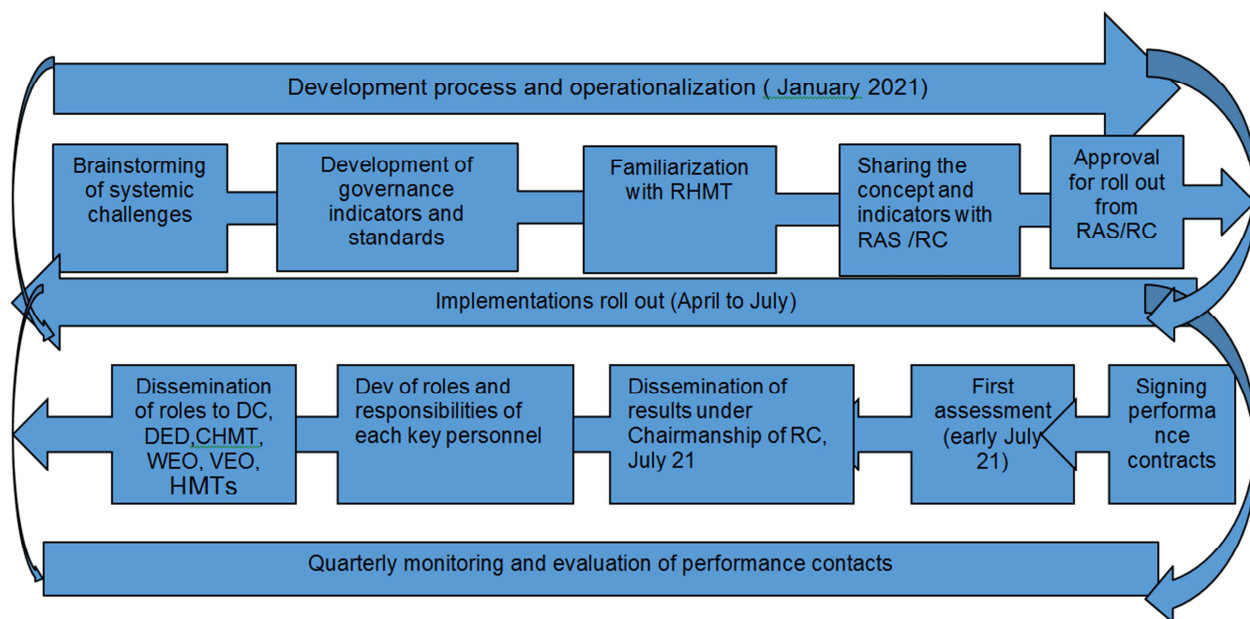 Development process and operationalization ( January 2021)
Brainstorming
of systemic
challenges
Development of
governance
indicators and
standards
Familiarization
with RHMT
Sharing the
concept and
indicators with
RAS /RC
Approval
for roll out
from
RAS/RC
Implementations roll out (April to July)
Dissemination
of roles to DC,
DED,CHMT,
WEO, VEO,
HMTs
Dev of roles and
responsibilities of
each key personnel
Dissemination of
results under
Chairmanship of RC,
July 21
First
assessment
(early July
21)
Signing
performa
nce
contracts
Quarterly monitoring and evaluation of performance contacts